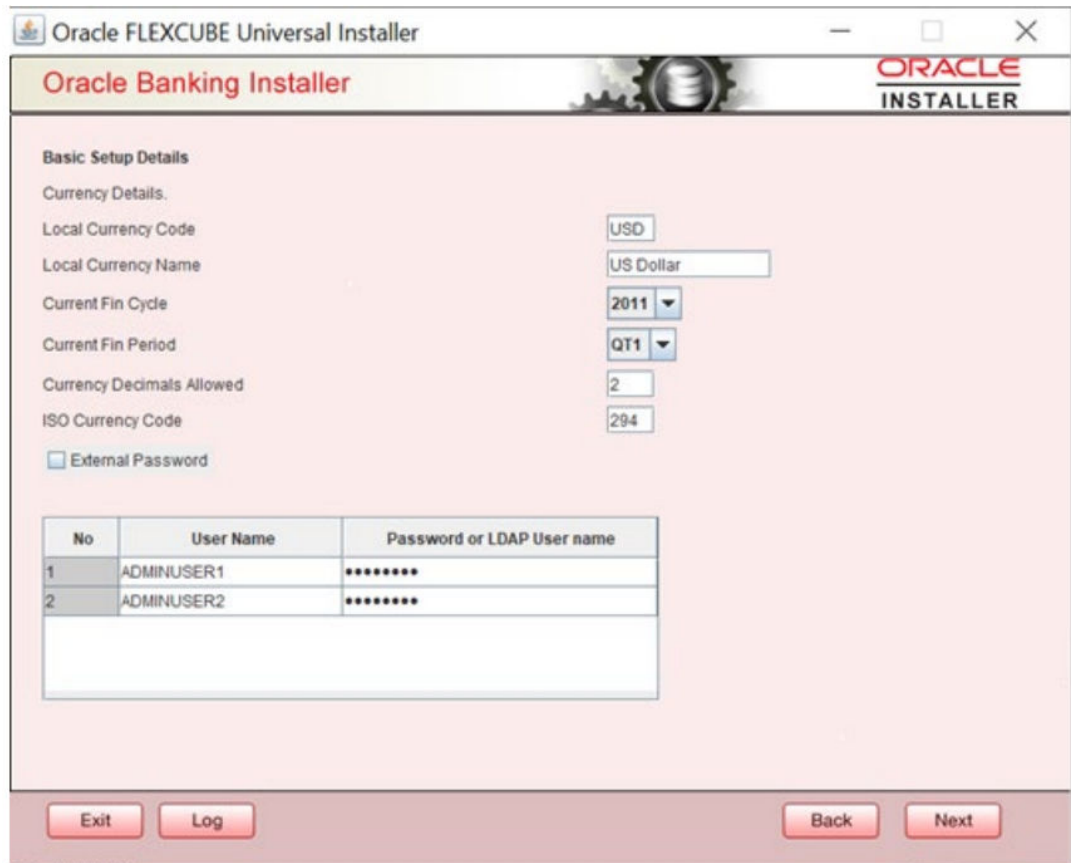 Oracle FLEXCUBE Universal Installer
Oracle Banking Installer
ORACLE
INSTALLER
Basic Setup Details
Currency Details.
Local Currency Code USD
Local Currency Name US Dollar
Current Fin Cycle 2011
Current Fin Period QT1
Currency Decimals Allowed 2
ISO Currency Code 294
External Password
No User Name Password or LDAP User name
1 ADMINUSER1 ••••••••
2 ADMINUSER2 ••••••••
Exit Log Back Next